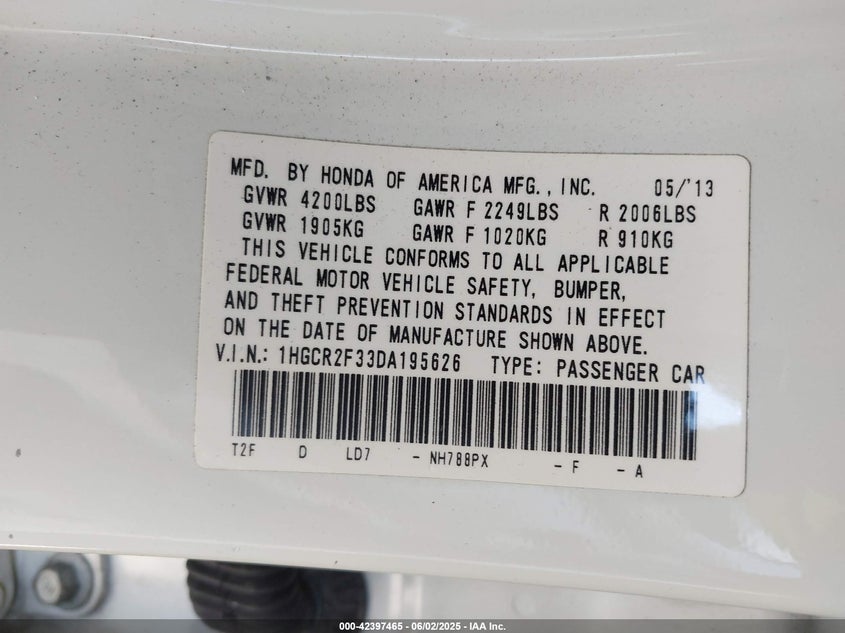 MFD. BY HONDA OF AMERICA MFG., INC. 05/'13
GVWR 4200LBS GAWR F 2249LBS R 2006LBS
GVWR 1905KG GAWR F 1020KG R 910KG
THIS VEHICLE CONFORMS TO ALL APPLICABLE
FEDERAL MOTOR VEHICLE SAFETY, BUMPER,
AND THEFT PREVENTION STANDARDS IN EFFECT
ON THE DATE OF MANUFACTURE SHOWN ABOVE.
V.I.N.: 1HGCR2F33DA195626 TYPE: PASSENGER CAR
T2F D LD7 - NH788PX - F - A
000-42397465 - 06/02/2025 - IAA Inc.